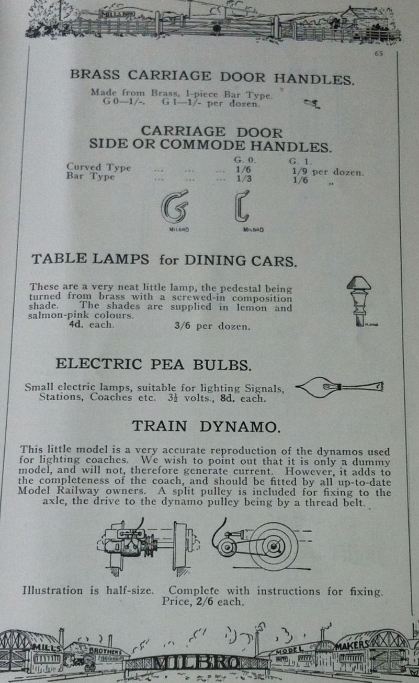 MILLBRO
65
BRASS CARRIAGE DOOR HANDLES.
Made from Brass, 1-piece Bar Type.
G 0—1/-. G 1—1/- per dozen.
CARRIAGE DOOR
SIDE OR COMMODE HANDLES.
G. 0. G. 1.
Curved Type ... ... ... 1/6 1/9 per dozen.
Bar Type ... ... ... 1/3 1/6 „
MILBRO MILBRO
TABLE LAMPS for DINING CARS.
These are a very neat little lamp, the pedestal being
turned from brass with a screwed-in composition
shade. The shades are supplied in lemon and
salmon-pink colours.
4d. each. 3/6 per dozen.
ELECTRIC PEA BULBS.
Small electric lamps, suitable for lighting Signals,
Stations, Coaches etc. 3½ volts., 8d. each.
TRAIN DYNAMO.
This little model is a very accurate reproduction of the dynamos used
for lighting coaches. We wish to point out that it is only a dummy
model, and will not, therefore generate current. However, it adds to
the completeness of the coach, and should be fitted by all up-to-date
Model Railway owners. A split pulley is included for fixing to the
axle, the drive to the dynamo pulley being by a thread belt.
Illustration is half-size. Complete with instructions for fixing.
Price, 2/6 each.
MILLS BROTHERS MILBRO MODEL MAKERS